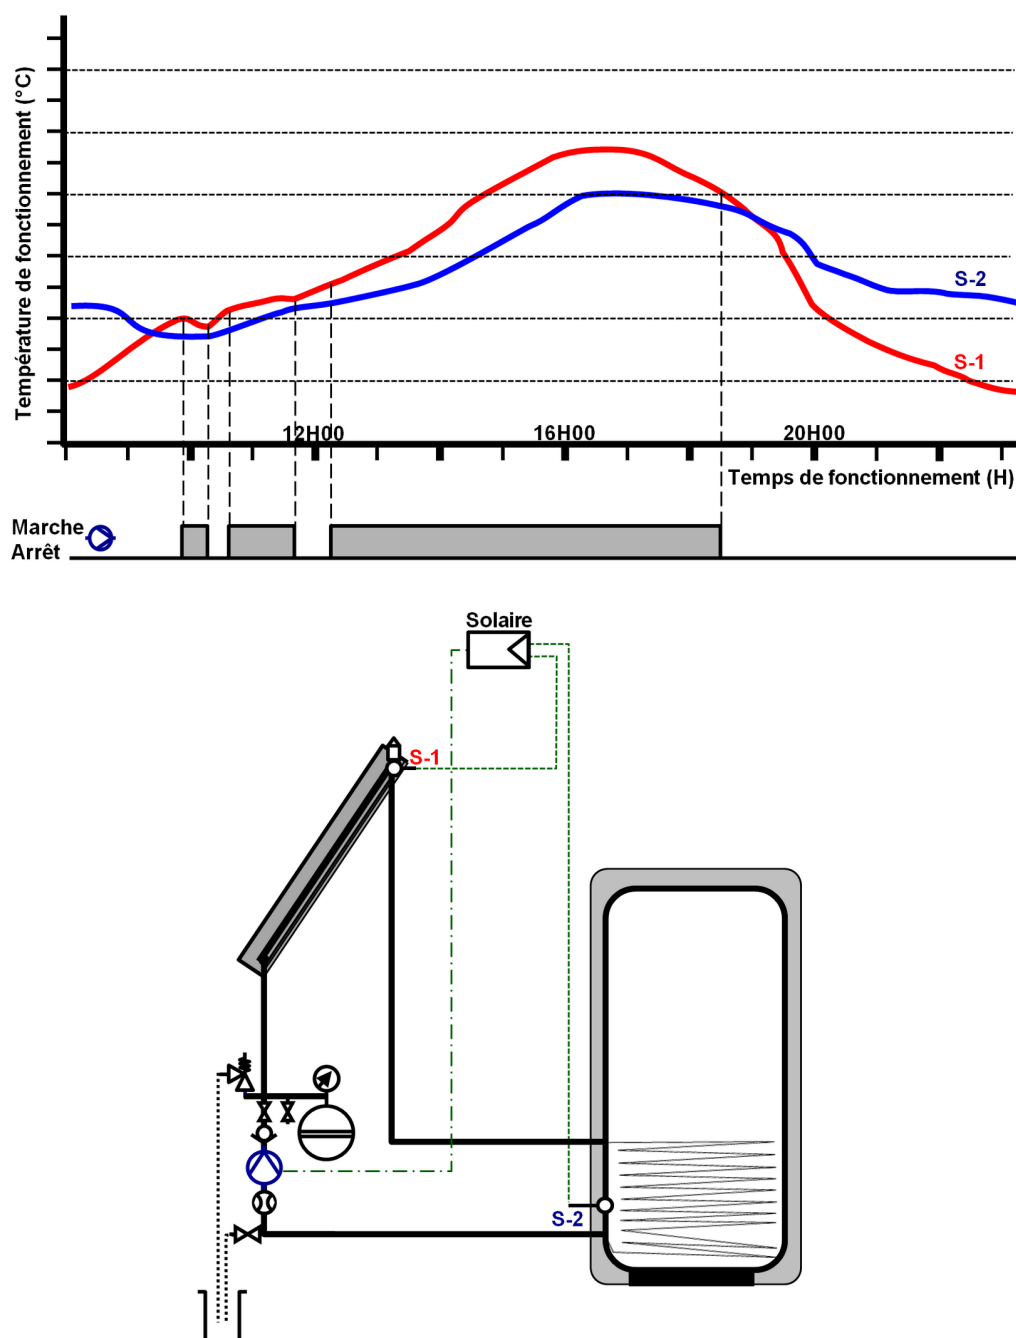 Température de fonctionnement (°C)
S-2
S-1
12H00
16H00
20H00
Temps de fonctionnement (H)
Marche
Arrêt
Solaire
S-1
S-2